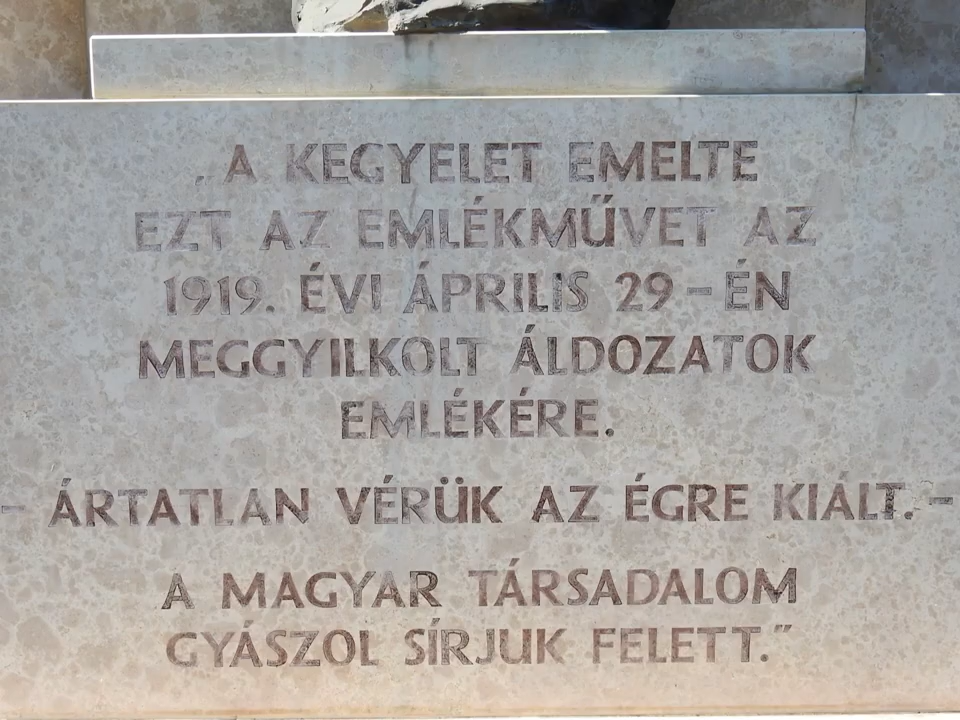 „A KEGYELET EMELTE
EZT AZ EMLÉKMŰVET AZ
1919. ÉVI ÁPRILIS 29-ÉN
MEGGYILKOLT ÁLDOZATOK
EMLÉKÉRE.
- ÁRTATLAN VÉRÜK AZ ÉGRE KIÁLT. -
A MAGYAR TÁRSADALOM
GYÁSZOL SÍRJUK FELETT.”